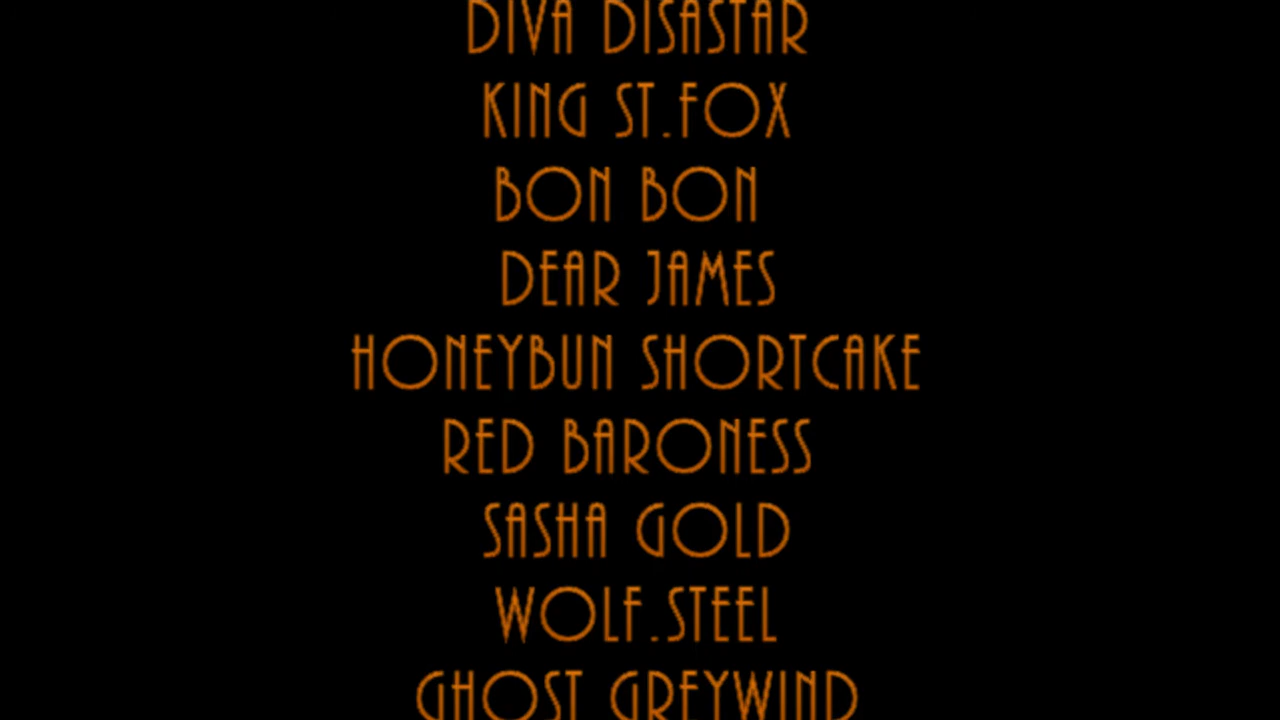 DIVA DISASTAR
KING ST.FOX
BON BON
DEAR JAMES
HONEYBUN SHORTCAKE
RED BARONESS
SASHA GOLD
WOLF.STEEL
GHOST GREYWIND